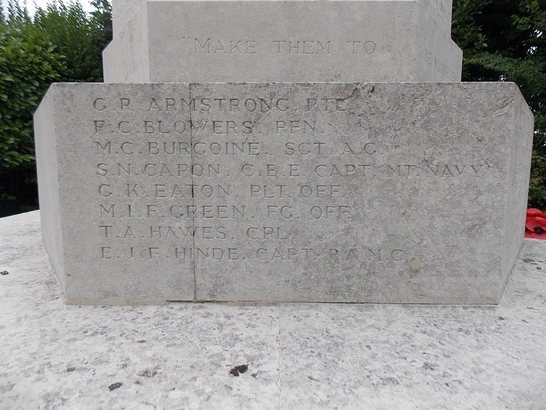 "MAKE THEM TO
G. R. ARMSTRONG. PTE.
F. C. BLOWERS. PFN.
M. C. BURGOINE. SGT. A.C.
S. N. CAPON. C.B.E. CAPT. MT. NAVY
G. K. EATON. PLT. OFF.
M. I. F. GREEN. FG. OFF.
T. A. HAWES. CPL.
E. J. F. HINDE. CAPT. R.A.M.C.